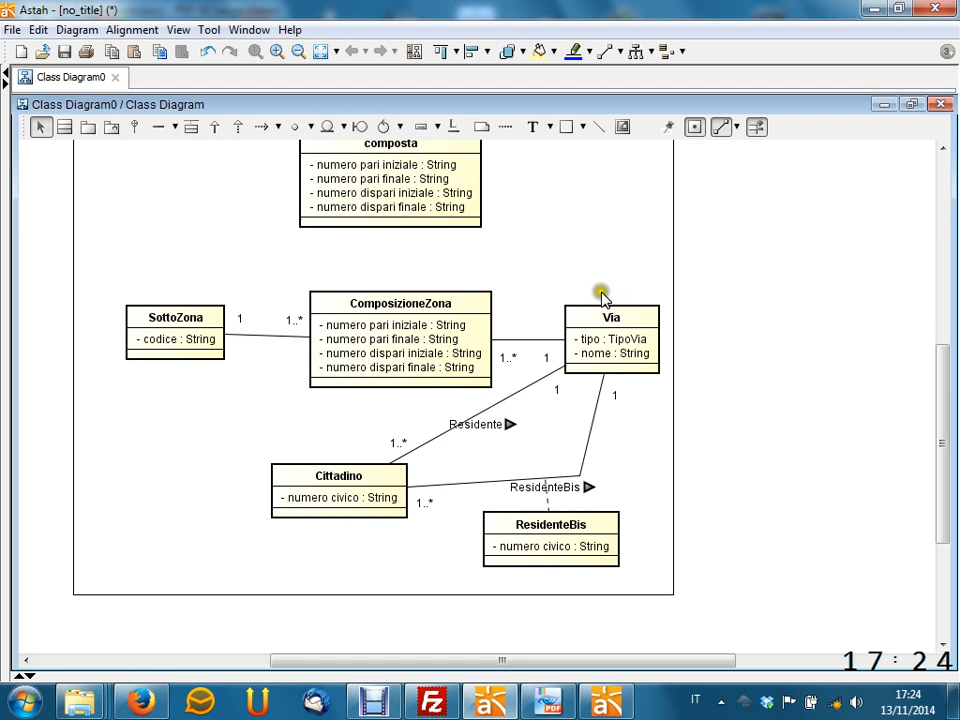 Astah - [no_title] (*)
File Edit Diagram Alignment View Tool Window Help
3
Class Diagram0
Class Diagram0 / Class Diagram
T
composta
- numero pari iniziale : String
- numero pari finale : String
- numero dispari iniziale : String
- numero dispari finale : String
SottoZona
- codice : String
1
1..*
ComposizioneZona
- numero pari iniziale : String
- numero pari finale : String
- numero dispari iniziale : String
- numero dispari finale : String
1..*
1
Via
- tipo : TipoVia
- nome : String
1
1
Residente
1..*
Cittadino
- numero civico : String
1..*
ResidenteBis
ResidenteBis
- numero civico : String
17:24
Fz
PDF
IT
17:24
13/11/2014